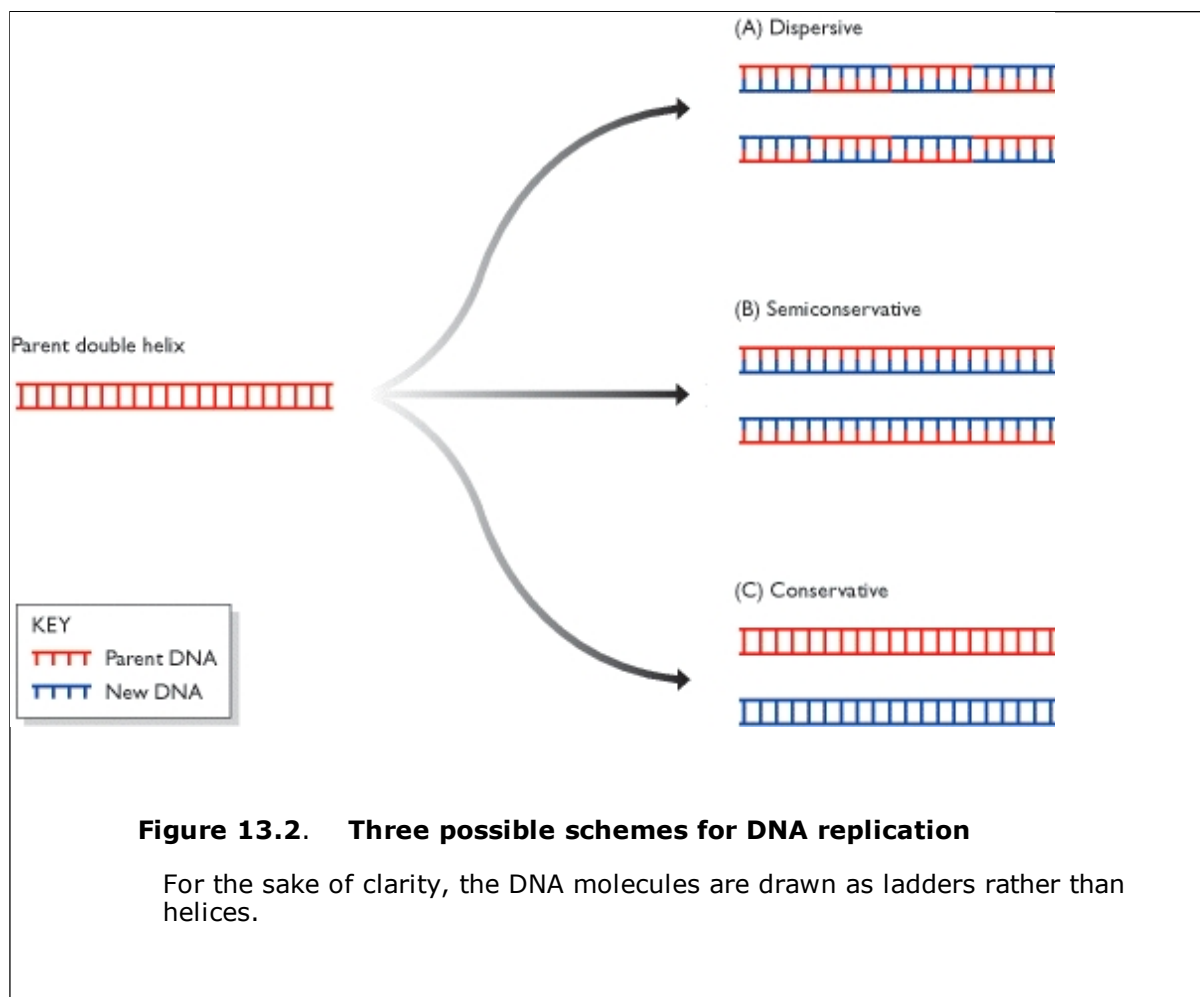 (A) Dispersive
(B) Semiconservative
Parent double helix
(C) Conservative
KEY
Parent DNA
New DNA
Figure 13.2. Three possible schemes for DNA replication
For the sake of clarity, the DNA molecules are drawn as ladders rather than
helices.